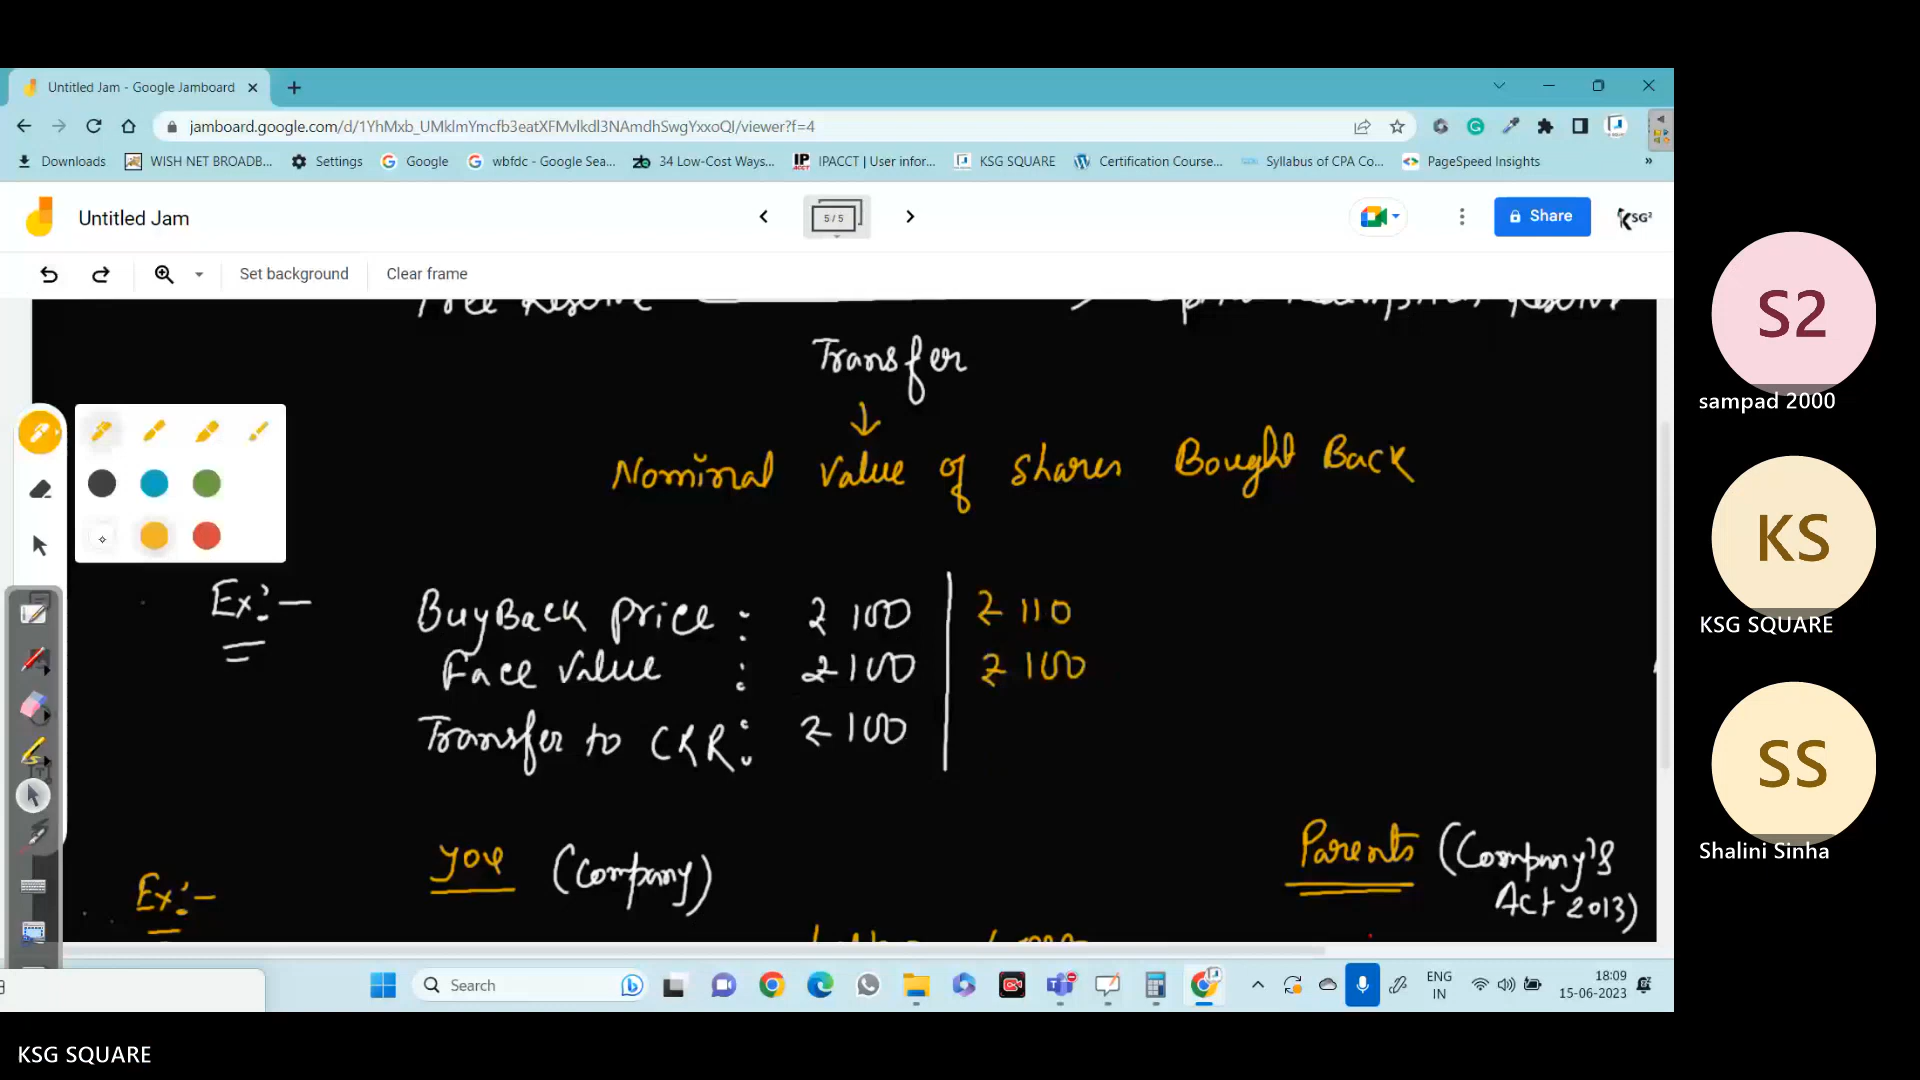 Untitled Jam - Google Jamboard
jamboard.google.com/d/1YhMxb_UMklmYmcfb3eatXFMvlkdl3NAmdhSwgYxxoQI/viewer?f=4
Downloads WISH NET BROADB... Settings Google wbfdc - Google Sea... 34 Low-Cost Ways... IPACCT | User infor... KSG SQUARE Certification Course... Syllabus of CPA Co... PageSpeed Insights »
Untitled Jam 5 / 5 Share KSG²
Set background Clear frame
Free Reserve
Transfer
Nominal Value of Shares Bought Back
Ex:- BuyBack price : ₹ 100 ₹ 110
Face Value : ₹ 100 ₹ 100
Transfer to CRR: ₹ 100
Ex:- you (Company) Parents (Company's
Act 2013)
Search ENG IN 18:09 15-06-2023
S2
sampad 2000
KS
KSG SQUARE
SS
Shalini Sinha
KSG SQUARE